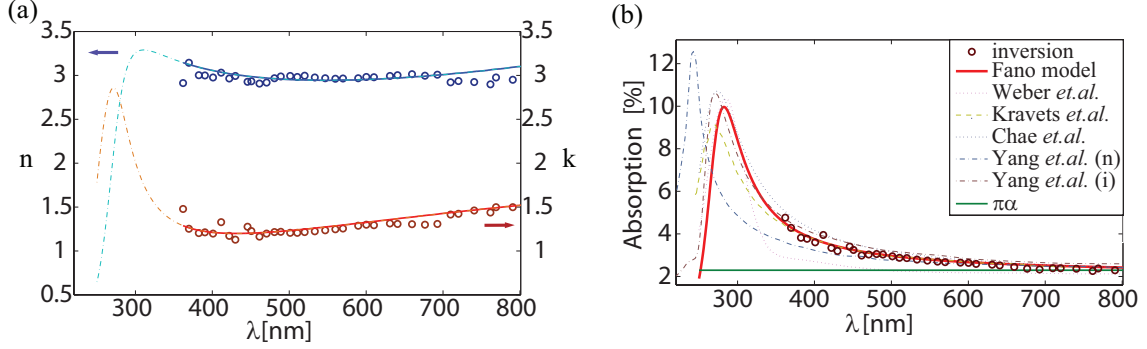 (a)
3.5
3
2.5
n 2
1.5
1
0.5
3.5
3
2.5
2 k
1.5
1
300 400 500 600 700 800
λ[nm]
(b)
Absorption [%]
14
12
10
8
6
4
2
300 400 500 600 700 800
λ[nm]
inversion
Fano model
Weber et.al.
Kravets et.al.
Chae et.al.
Yang et.al. (n)
Yang et.al. (i)
πα